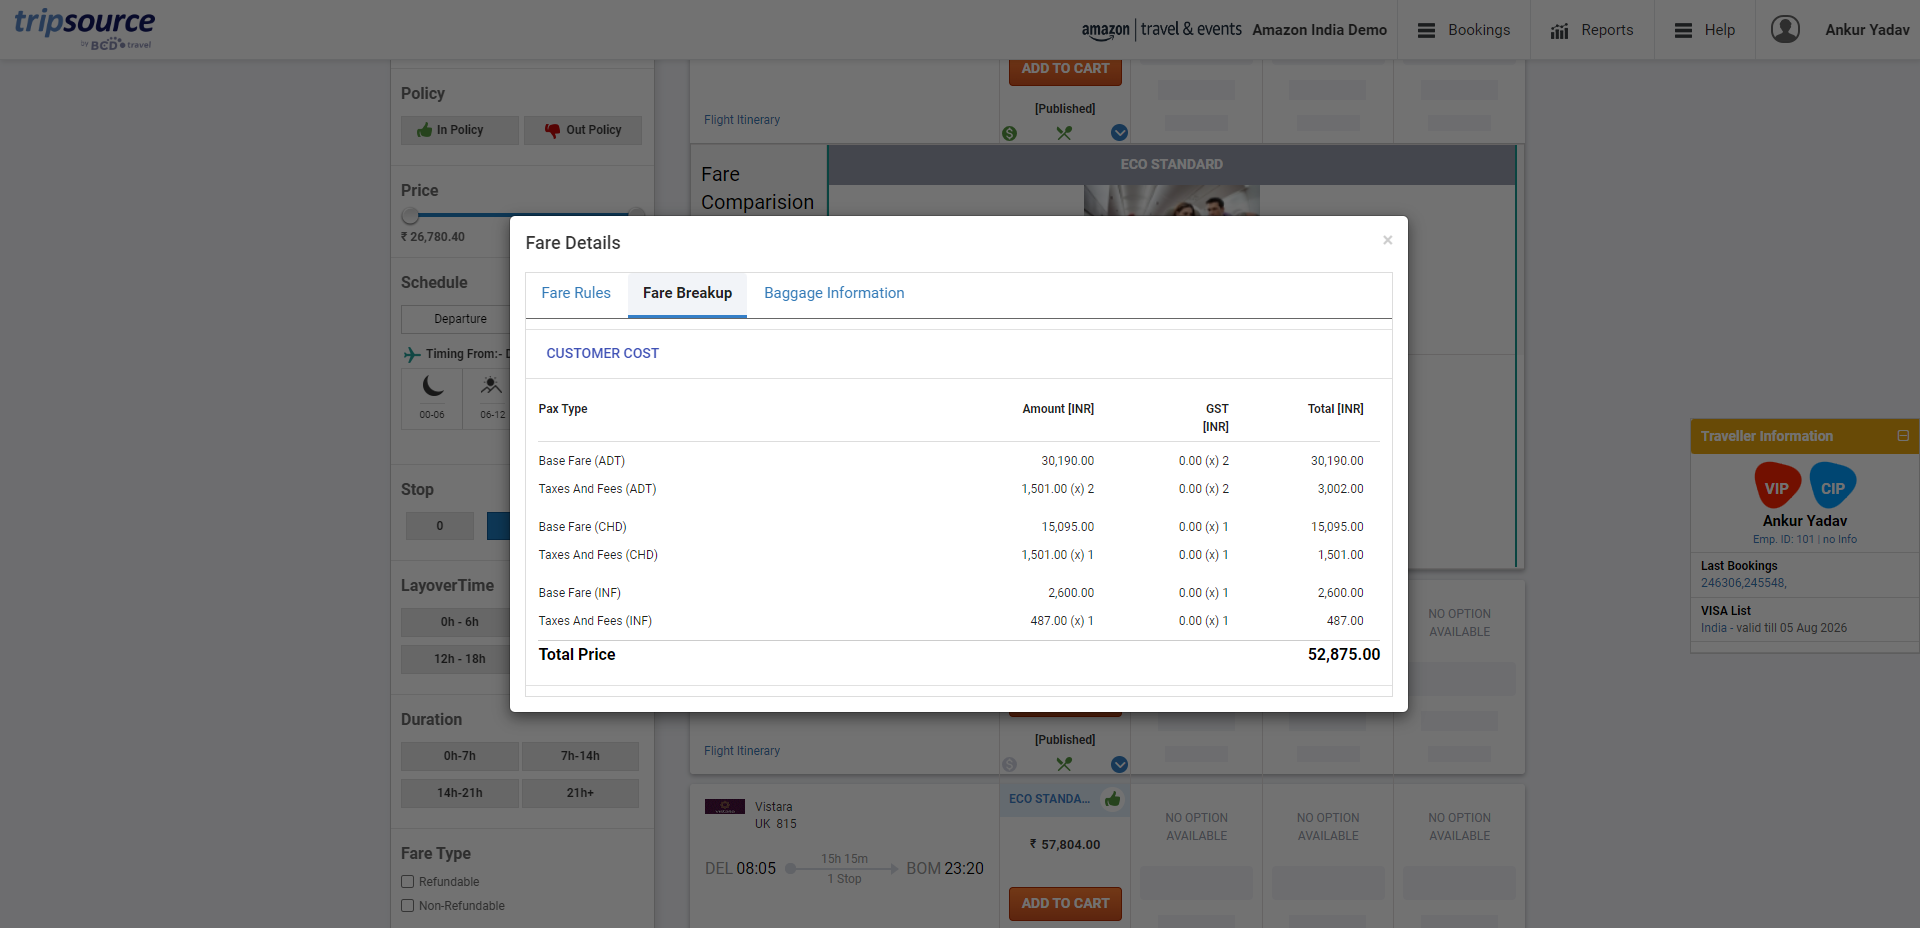 tripsource
by BCD travel
amazon | travel & events Amazon India Demo
Bookings
Reports
Help
Ankur Yadav
Policy
In Policy
Out Policy
Price
₹ 26,780.40
Schedule
Departure
Timing From:- D
00-06
06-12
Stop
0
LayoverTime
0h - 6h
12h - 18h
Duration
0h-7h
7h-14h
14h-21h
21h+
Fare Type
Refundable
Non-Refundable
ADD TO CART
[Published]
Flight Itinerary
Fare
Comparision
ECO STANDARD
Fare Details
×
Fare Rules
Fare Breakup
Baggage Information
CUSTOMER COST
Pax Type Amount [INR] GST [INR] Total [INR]
Base Fare (ADT) 30,190.00 0.00 (x) 2 30,190.00
Taxes And Fees (ADT) 1,501.00 (x) 2 0.00 (x) 2 3,002.00
Base Fare (CHD) 15,095.00 0.00 (x) 1 15,095.00
Taxes And Fees (CHD) 1,501.00 (x) 1 0.00 (x) 1 1,501.00
Base Fare (INF) 2,600.00 0.00 (x) 1 2,600.00
Taxes And Fees (INF) 487.00 (x) 1 0.00 (x) 1 487.00
Total Price 52,875.00
NO OPTION
AVAILABLE
[Published]
Flight Itinerary
Vistara
UK 815
DEL 08:05
15h 15m
1 Stop
BOM 23:20
ECO STANDA...
₹ 57,804.00
ADD TO CART
NO OPTION
AVAILABLE
NO OPTION
AVAILABLE
NO OPTION
AVAILABLE
Traveller Information
VIP
CIP
Ankur Yadav
Emp. ID: 101 | no Info
Last Bookings
246306,245548,
VISA List
India - valid till 05 Aug 2026